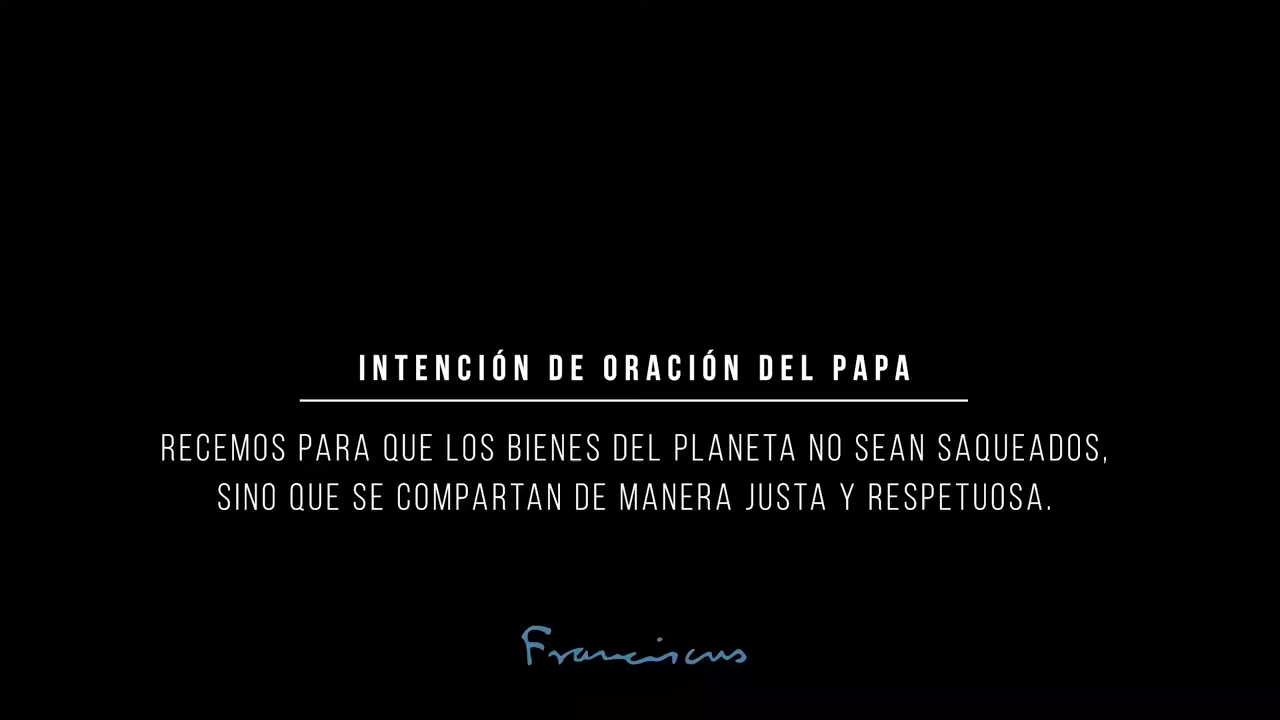 INTENCIÓN DE ORACIÓN DEL PAPA
RECEMOS PARA QUE LOS BIENES DEL PLANETA NO SEAN SAQUEADOS,
SINO QUE SE COMPARTAN DE MANERA JUSTA Y RESPETUOSA.
Franciscus